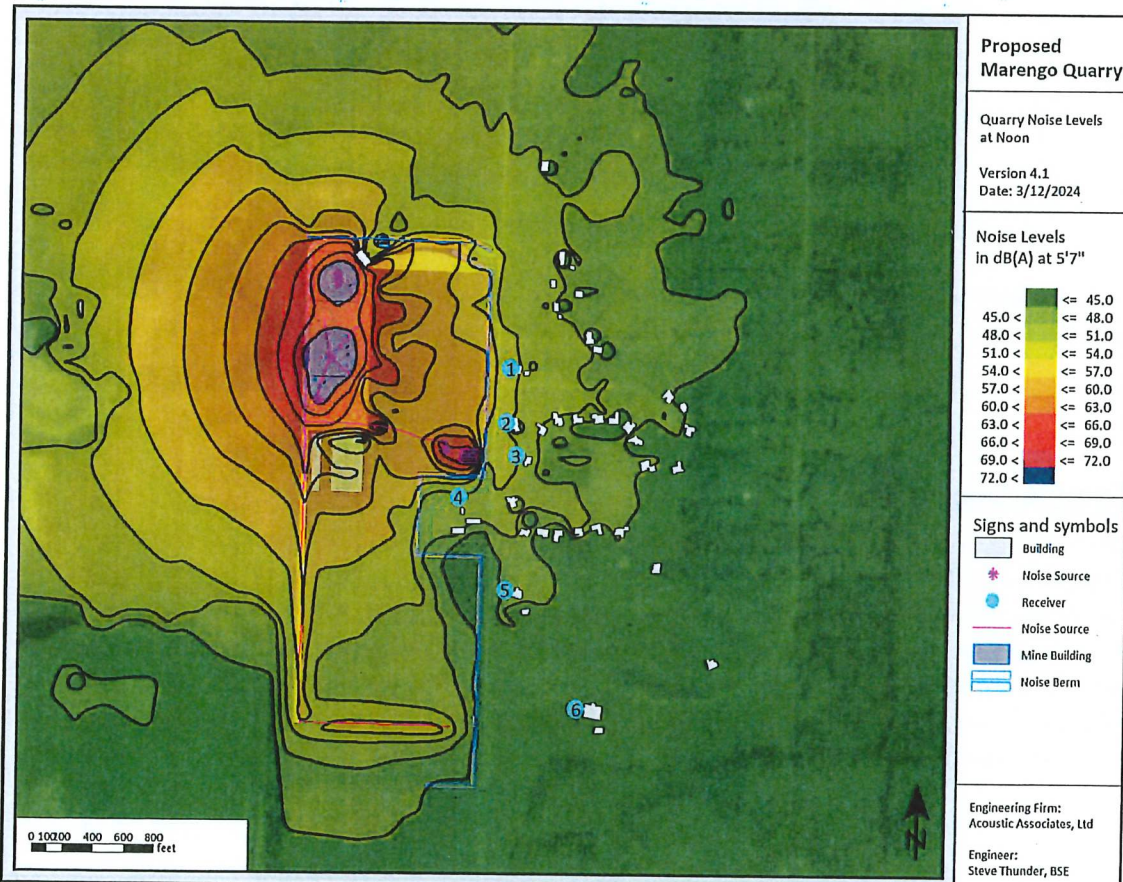 Proposed
Marengo Quarry
Quarry Noise Levels
at Noon
Version 4.1
Date: 3/12/2024
Noise Levels
in dB(A) at 5'7"
<= 45.0
45.0 < <= 48.0
48.0 < <= 51.0
51.0 < <= 54.0
54.0 < <= 57.0
57.0 < <= 60.0
60.0 < <= 63.0
63.0 < <= 66.0
66.0 < <= 69.0
69.0 < <= 72.0
72.0 <
Signs and symbols
Building
Noise Source
Receiver
Noise Source
Mine Building
Noise Berm
1
2
3
4
5
6
0 100200 400 600 800
feet
N
Engineering Firm:
Acoustic Associates, Ltd
Engineer:
Steve Thunder, BSE